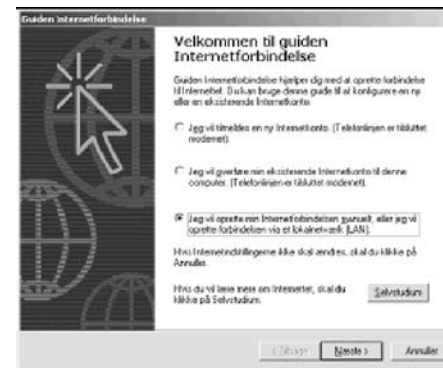 Guiden Internetforbindelse
Velkommen til guiden
Internetforbindelse
Guiden Internetforbindelse hjælper dig med at oprette forbindelse
til Internettet. Du kan bruge denne guide til at konfigurere en ny
eller en eksisterende Internetkonto.
Jeg vil tilmeldes en ny Internetkonto. (Telefonlinjen er tilsluttet
modemet).
Jeg vil overføre min eksisterende Internetkonto til denne
computer. (Telefonlinjen er tilsluttet modemet).
Jeg vil oprette min Internetforbindelsen manuelt, eller jeg vil
oprette forbindelsen via et lokalnetværk (LAN).
Hvis Internetindstillingerne ikke skal ændres, skal du klikke på
Annuller.
Hvis du vil lære mere om Internettet, skal du
klikke på Selvstudium.
Selvstudium
< Tilbage
Næste >
Annuller